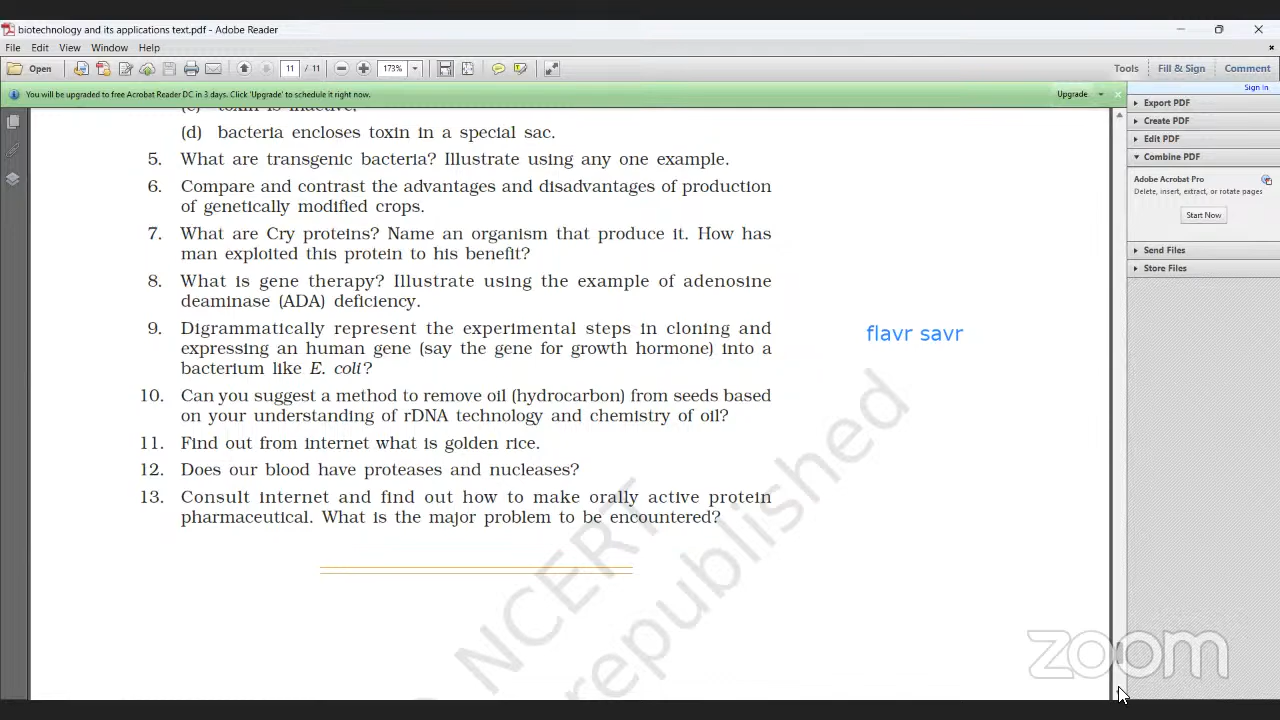 biotechnology and its applications text.pdf - Adobe Reader
File Edit View Window Help
Open 11 / 11 173% Tools Fill & Sign Comment
You will be upgraded to free Acrobat Reader DC in 3 days. Click 'Upgrade' to schedule it right now. Upgrade
Sign In
Export PDF
Create PDF
Edit PDF
Combine PDF
Adobe Acrobat Pro
Delete, insert, extract, or rotate pages
Start Now
Send Files
Store Files
(c) toxin is inactive.
(d) bacteria encloses toxin in a special sac.
5. What are transgenic bacteria? Illustrate using any one example.
6. Compare and contrast the advantages and disadvantages of production
of genetically modified crops.
7. What are Cry proteins? Name an organism that produce it. How has
man exploited this protein to his benefit?
8. What is gene therapy? Illustrate using the example of adenosine
deaminase (ADA) deficiency.
9. Digrammatically represent the experimental steps in cloning and
expressing an human gene (say the gene for growth hormone) into a
bacterium like E. coli?
10. Can you suggest a method to remove oil (hydrocarbon) from seeds based
on your understanding of rDNA technology and chemistry of oil?
11. Find out from internet what is golden rice.
12. Does our blood have proteases and nucleases?
13. Consult internet and find out how to make orally active protein
pharmaceutical. What is the major problem to be encountered?
flavr savr
NCERT
republished
zoom